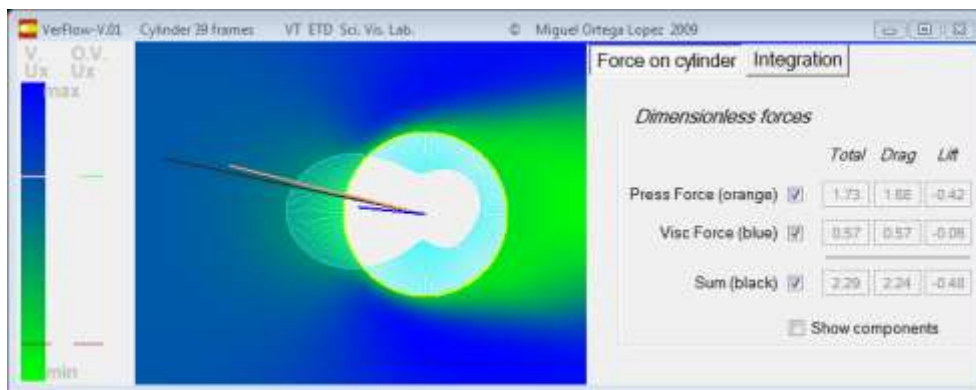 VerFlow-V.01 Cylinder 39 frames VT ETD Sci. Vis. Lab. © Miguel Ortega Lopez 2009
V. O.V.
Ux Ux
max
min
Force on cylinder Integration
Dimensionless forces
Total Drag Lift
Press Force (orange) 1.73 1.68 -0.42
Visc Force (blue) 0.57 0.57 -0.06
Sum (black) 2.29 2.24 -0.48
Show components